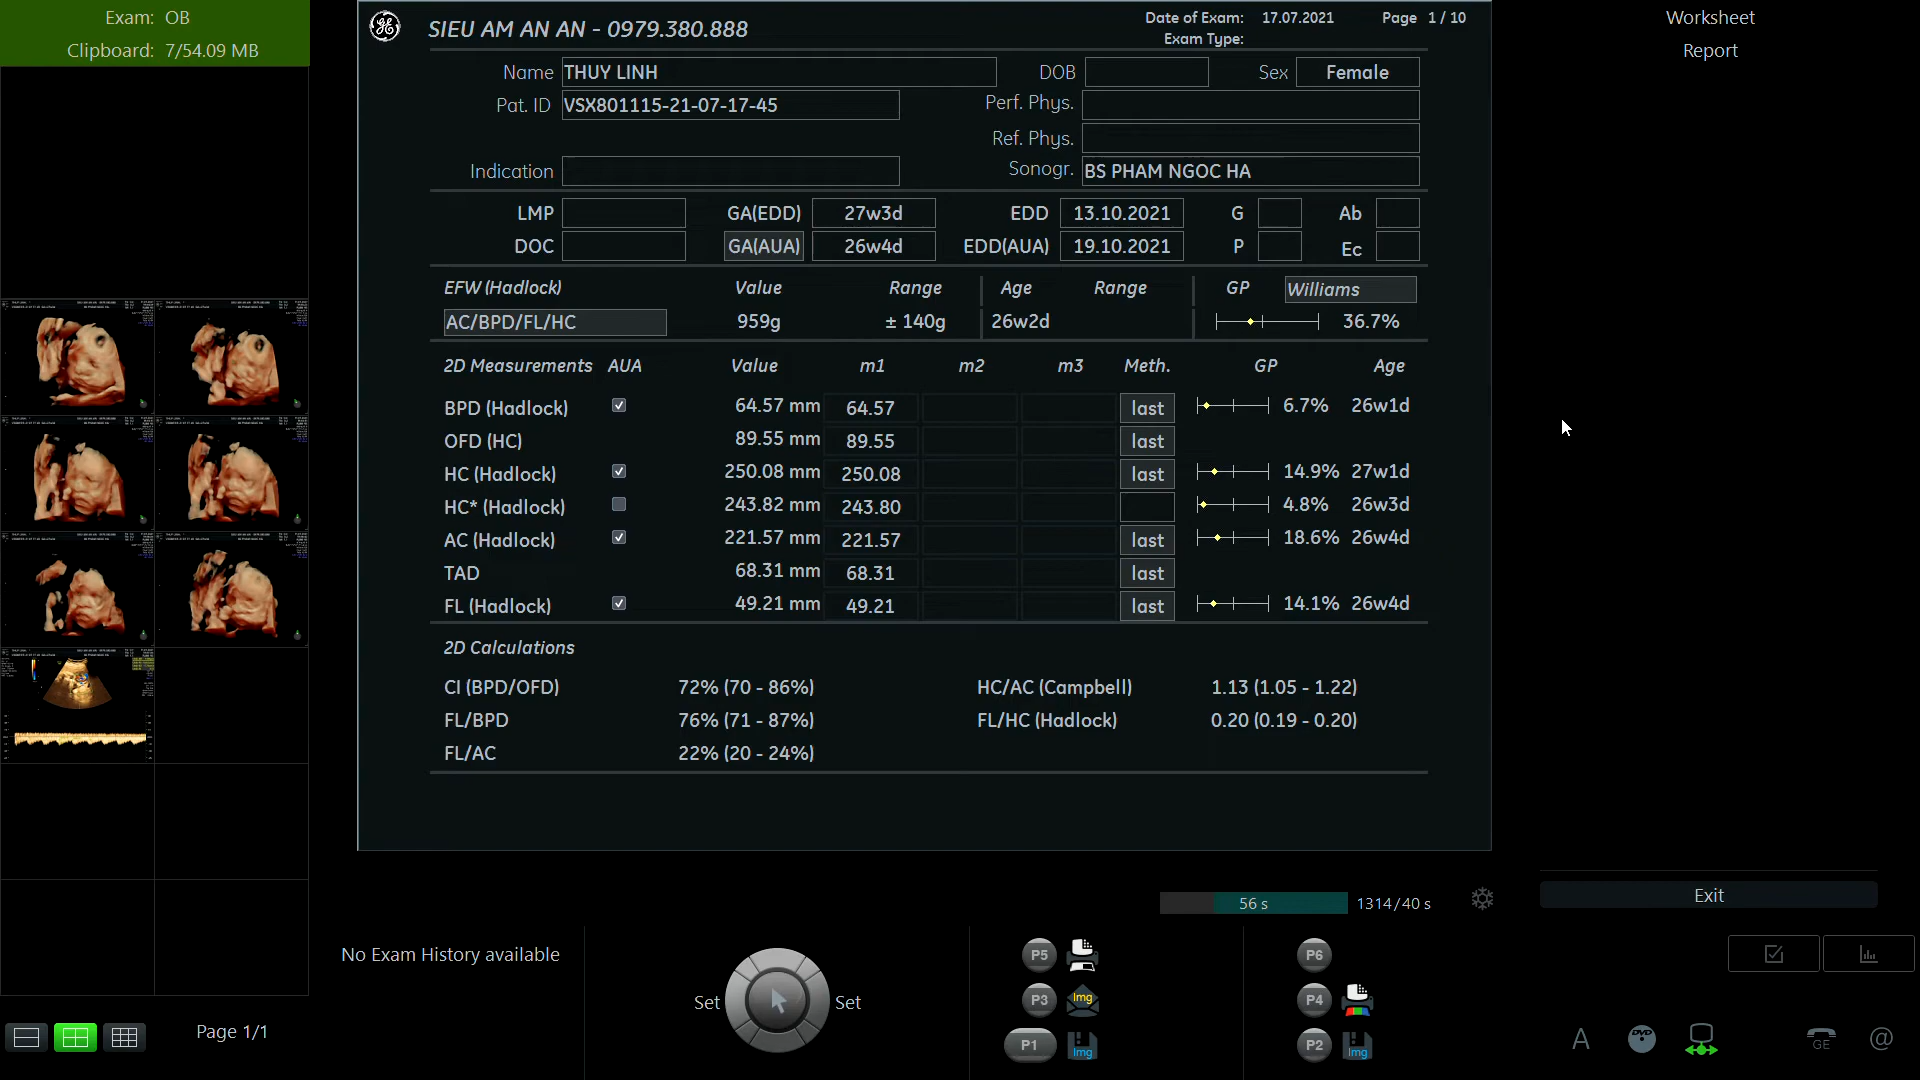 Exam: OB
Clipboard: 7/54.09 MB
SIEU AM AN AN - 0979.380.888
Date of Exam: 17.07.2021 Page 1 / 10
Exam Type:
Name THUY LINH DOB Sex Female
Pat. ID VSX801115-21-07-17-45 Perf. Phys.
Ref. Phys.
Indication Sonogr. BS PHAM NGOC HA
LMP GA(EDD) 27w3d EDD 13.10.2021 G Ab
DOC GA(AUA) 26w4d EDD(AUA) 19.10.2021 P Ec
EFW (Hadlock) Value Range Age Range GP Williams
AC/BPD/FL/HC 959g ± 140g 26w2d 36.7%
2D Measurements AUA Value m1 m2 m3 Meth. GP Age
BPD (Hadlock) 64.57 mm 64.57 last 6.7% 26w1d
OFD (HC) 89.55 mm 89.55 last
HC (Hadlock) 250.08 mm 250.08 last 14.9% 27w1d
HC* (Hadlock) 243.82 mm 243.80 4.8% 26w3d
AC (Hadlock) 221.57 mm 221.57 last 18.6% 26w4d
TAD 68.31 mm 68.31 last
FL (Hadlock) 49.21 mm 49.21 last 14.1% 26w4d
2D Calculations
CI (BPD/OFD) 72% (70 - 86%) HC/AC (Campbell) 1.13 (1.05 - 1.22)
FL/BPD 76% (71 - 87%) FL/HC (Hadlock) 0.20 (0.19 - 0.20)
FL/AC 22% (20 - 24%)
Worksheet
Report
56 s 1314/40 s
Exit
No Exam History available
Set Set
P5 P6
P3 Img P4
P1 Img P2 Img
Page 1/1
A DVD GE @